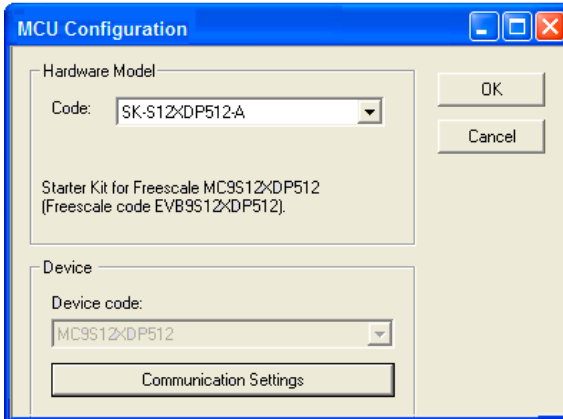 MCU Configuration
Hardware Model
Code: SK-S12XDP512-A
OK
Cancel
Starter Kit for Freescale MC9S12XDP512
(Freescale code EVB9S12XDP512).
Device
Device code:
MC9S12XDP512
Communication Settings